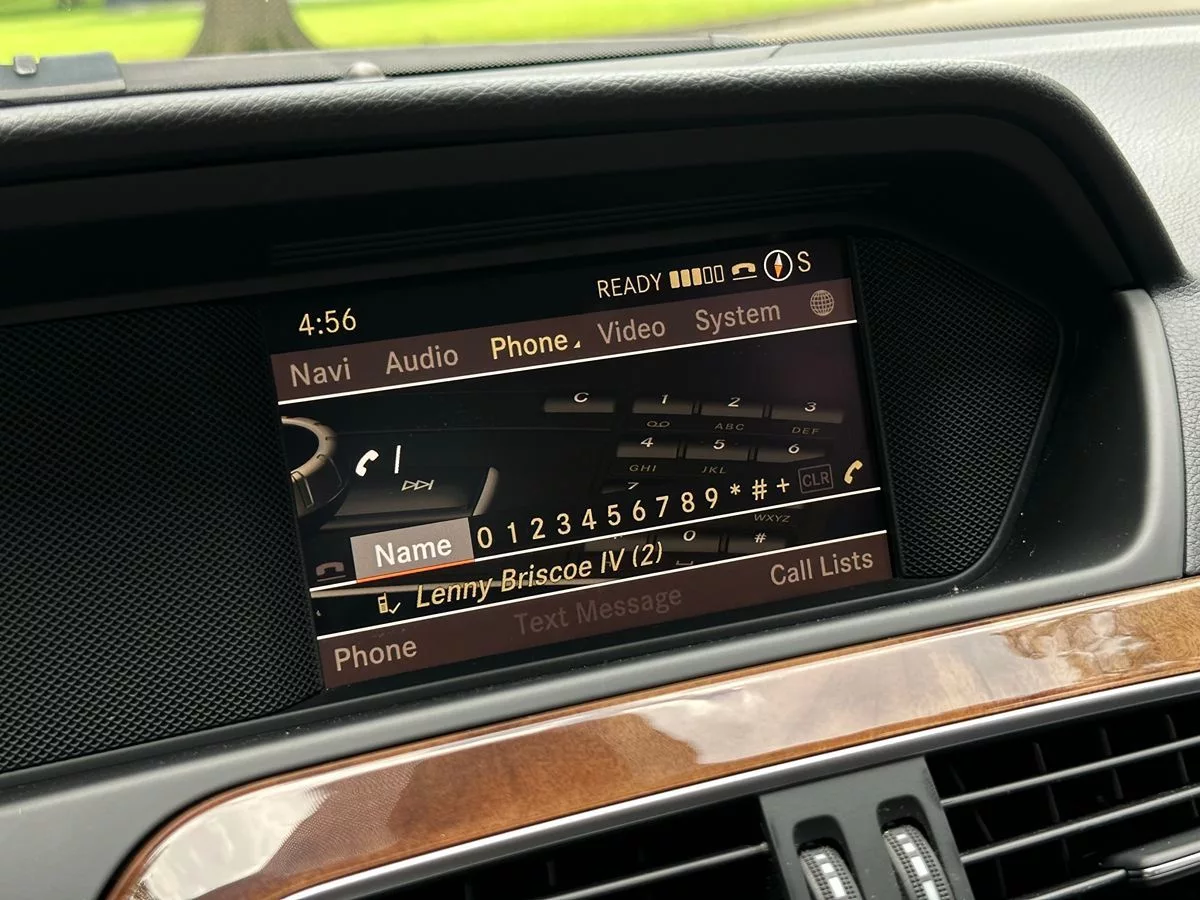 READY S
4:56
Navi Audio Phone Video System
C 1 2 3
ABC DEF
4 5 6
GHI JKL
7
0 1 2 3 4 5 6 7 8 9 * # + CLR
WXYZ
Name 0 #
Lenny Briscoe IV (2)
Phone Text Message Call Lists